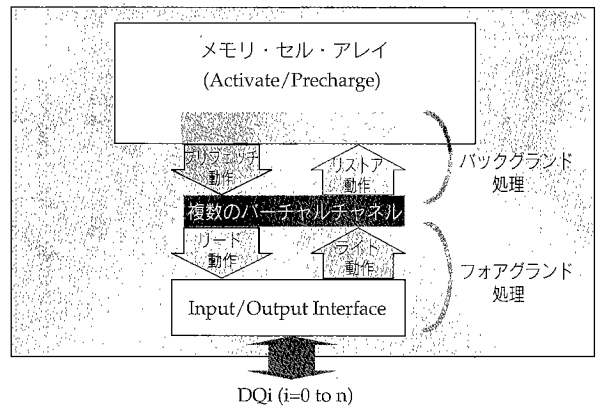 メモリ・セル・アレイ
(Activate/Precharge)
プリフェッチ
動作
リストア
動作
バックグランド
処理
複数のバーチャルチャネル
リード
動作
ライト
動作
フォアグランド
処理
Input/Output Interface
DQi (i=0 to n)